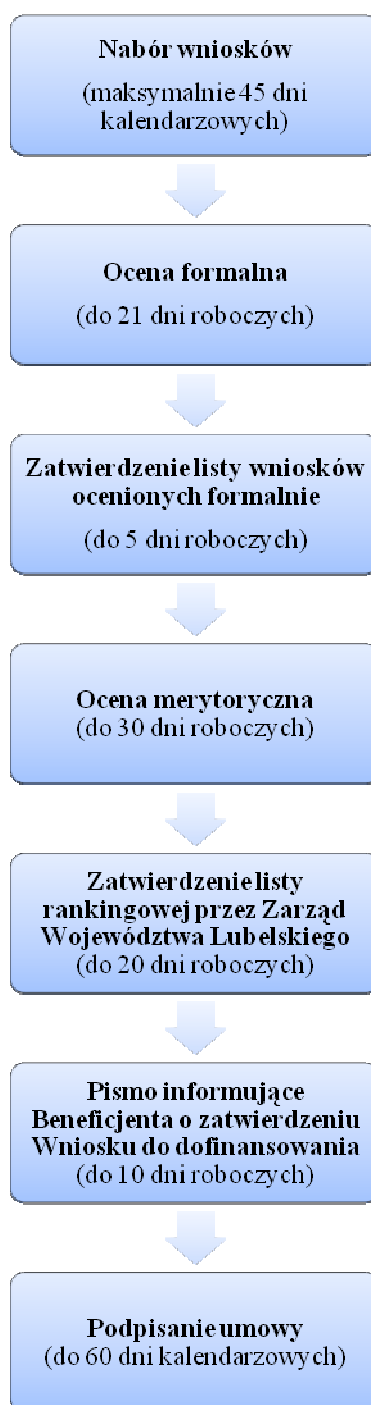 Nabór wniosków
(maksymalnie 45 dni
kalendarzowych)
Ocena formalna
(do 21 dni roboczych)
Zatwierdzenie listy wniosków
ocenionych formalnie
(do 5 dni roboczych)
Ocena merytoryczna
(do 30 dni roboczych)
Zatwierdzenie listy
rankingowej przez Zarząd
Województwa Lubelskiego
(do 20 dni roboczych)
Pismo informujące
Beneficjenta o zatwierdzeniu
Wniosku do dofinansowania
(do 10 dni roboczych)
Podpisanie umowy
(do 60 dni kalendarzowych)